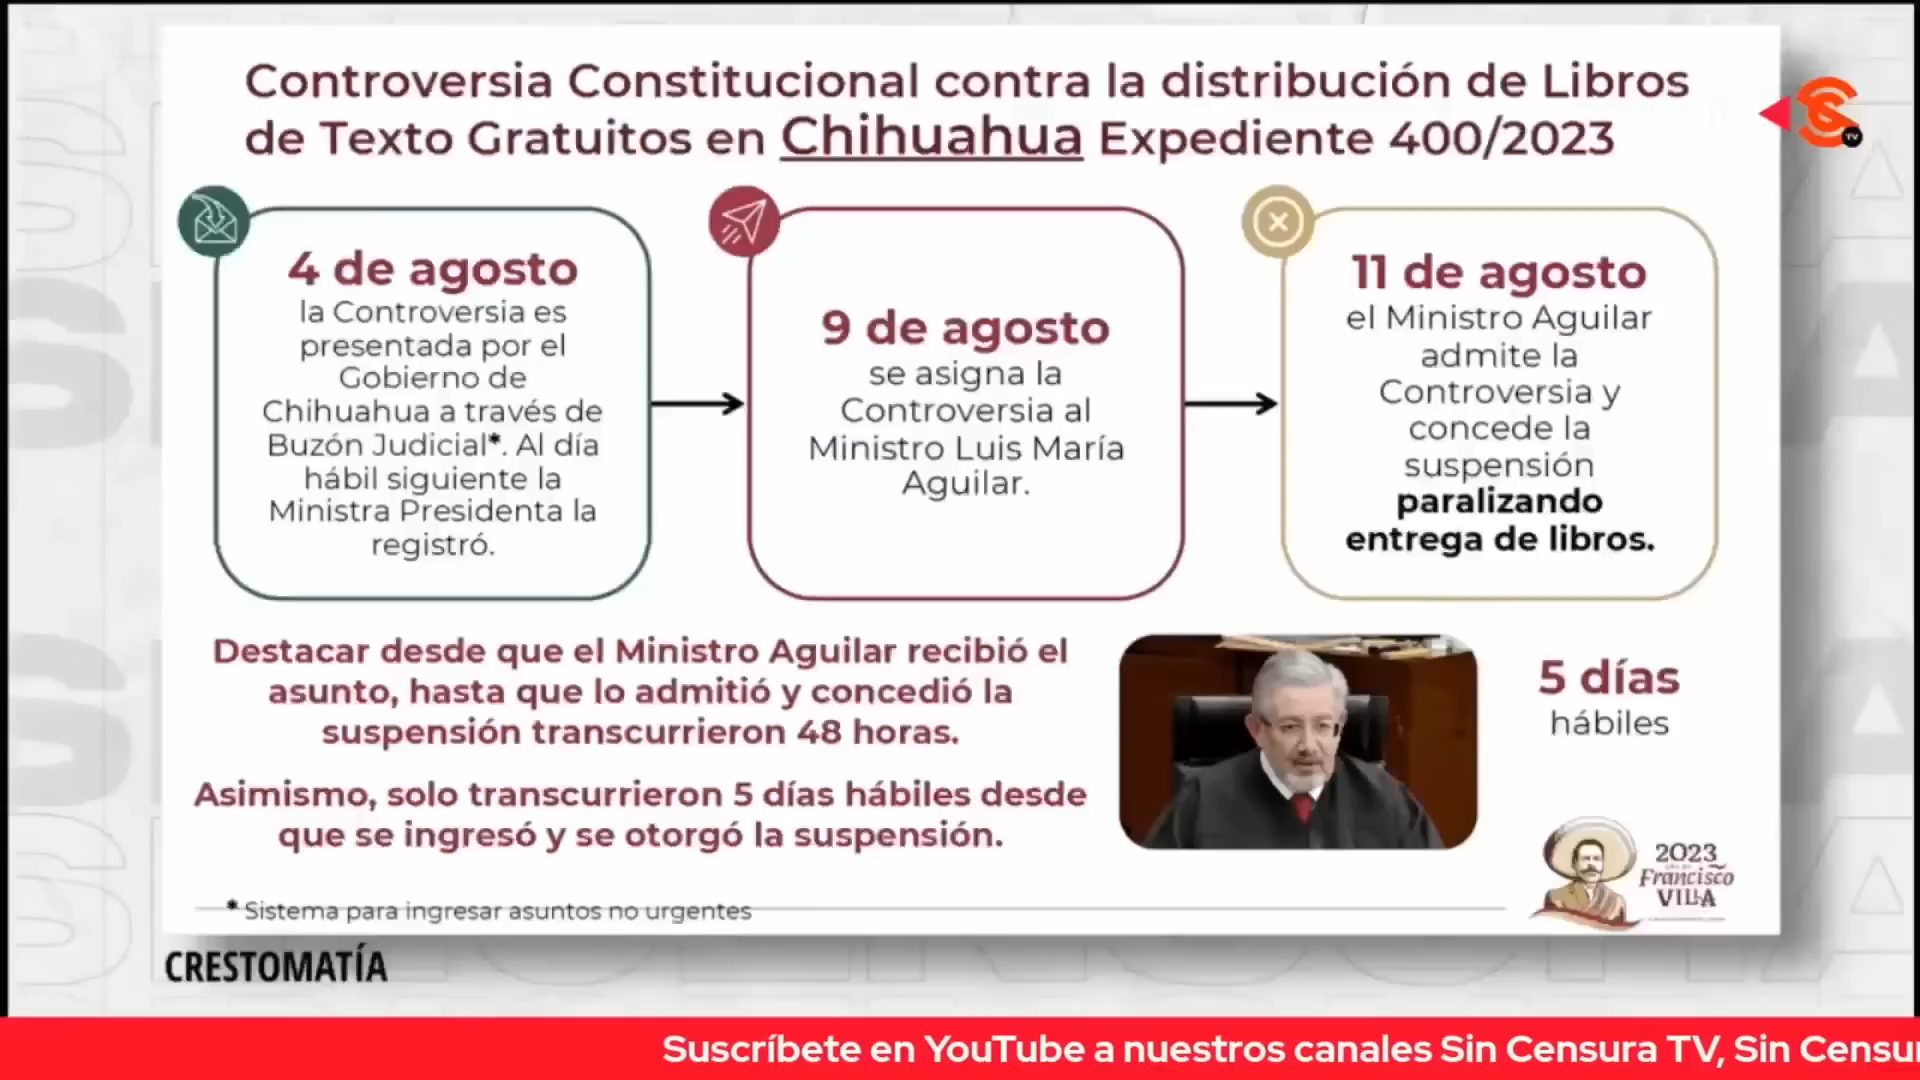 Controversia Constitucional contra la distribución de Libros
de Texto Gratuitos en Chihuahua Expediente 400/2023
TV
4 de agosto
la Controversia es
presentada por el
Gobierno de
Chihuahua a través de
Buzón Judicial*. Al día
hábil siguiente la
Ministra Presidenta la
registró.
9 de agosto
se asigna la
Controversia al
Ministro Luis María
Aguilar.
11 de agosto
el Ministro Aguilar
admite la
Controversia y
concede la
suspensión
paralizando
entrega de libros.
Destacar desde que el Ministro Aguilar recibió el
asunto, hasta que lo admitió y concedió la
suspensión transcurrieron 48 horas.
Asimismo, solo transcurrieron 5 días hábiles desde
que se ingresó y se otorgó la suspensión.
5 días
hábiles
2023
Francisco
VILLA
* Sistema para ingresar asuntos no urgentes
CRESTOMATÍA
Suscríbete en YouTube a nuestros canales Sin Censura TV, Sin Censu